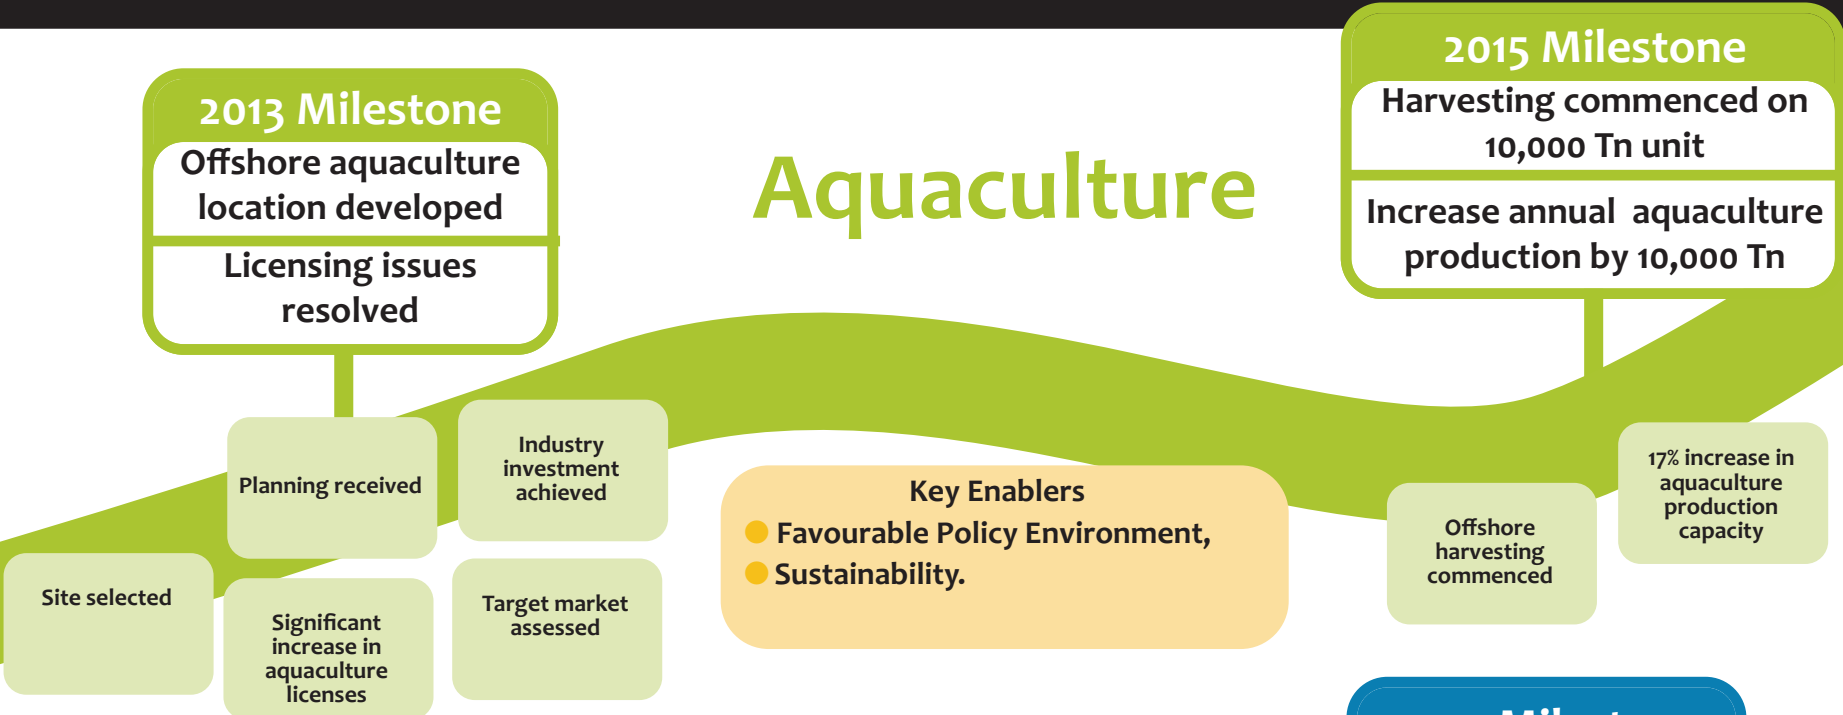 2013 Milestone
Offshore aquaculture
location developed
Licensing issues
resolved
Aquaculture
2015 Milestone
Harvesting commenced on
10,000 Tn unit
Increase annual aquaculture
production by 10,000 Tn
Site selected
Planning received
Significant
increase in
aquaculture
licenses
Industry
investment
achieved
Target market
assessed
Key Enablers
Favourable Policy Environment,
Sustainability.
Offshore
harvesting
commenced
17% increase in
aquaculture
production
capacity